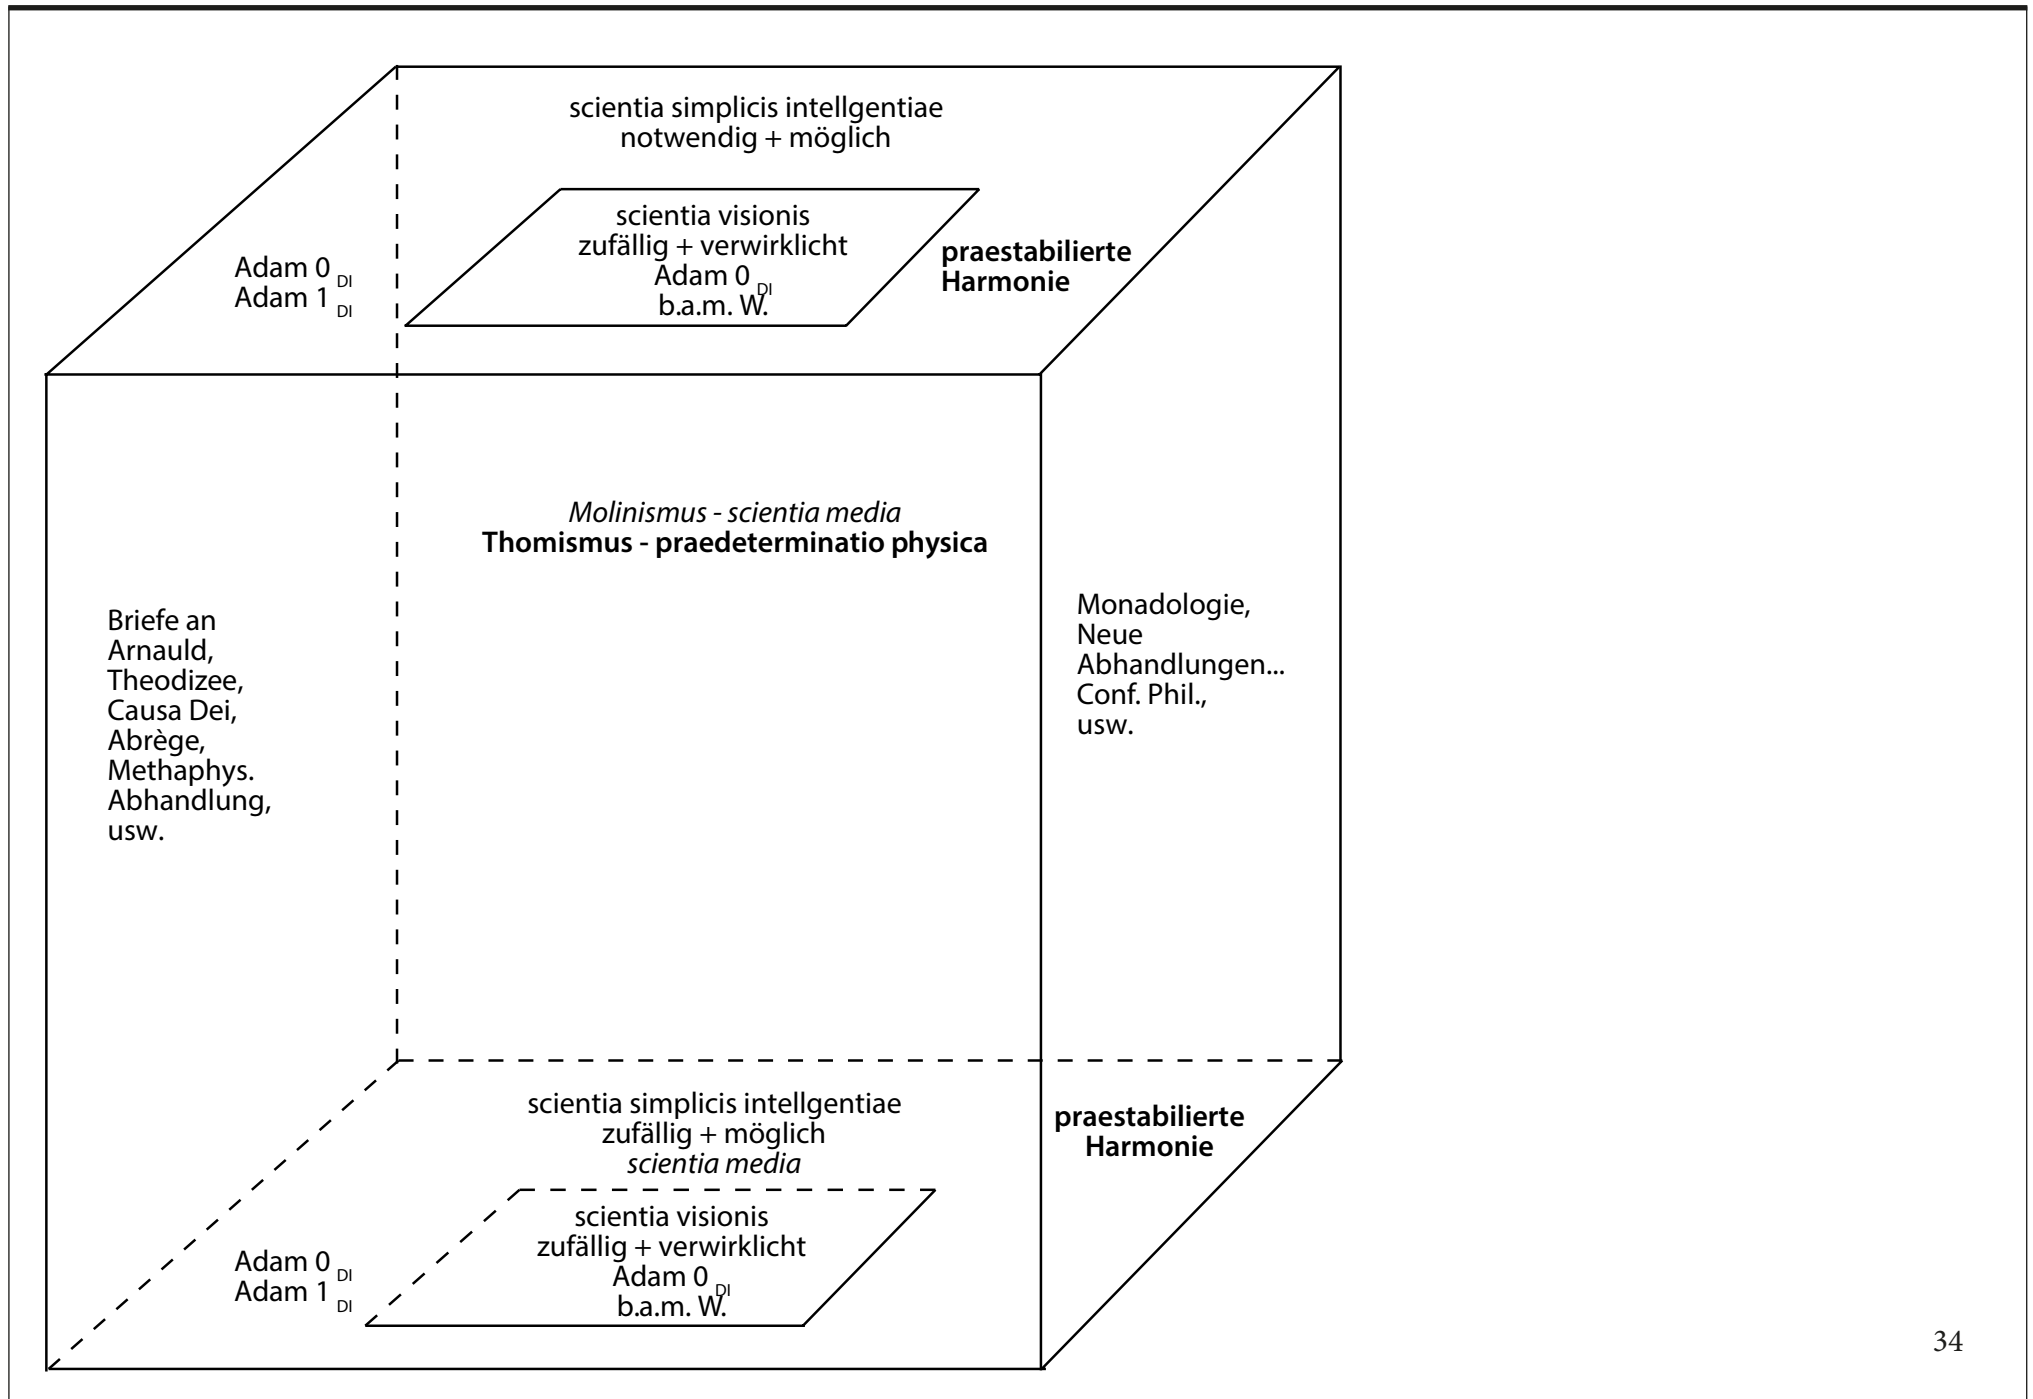 scientia simplicis intellgentiae
notwendig + möglich
scientia visionis
zufällig + verwirklicht
Adam 0 DI
b.a.m. W.
Adam 0 DI
Adam 1 DI
praestabilierte
Harmonie
Molinismus - scientia media
Thomismus - praedeterminatio physica
Briefe an
Arnauld,
Theodizee,
Causa Dei,
Abrège,
Methaphys.
Abhandlung,
usw.
Monadologie,
Neue
Abhandlungen...
Conf. Phil.,
usw.
scientia simplicis intellgentiae
zufällig + möglich
scientia media
praestabilierte
Harmonie
scientia visionis
zufällig + verwirklicht
Adam 0 DI
b.a.m. W.
Adam 0 DI
Adam 1 DI
34